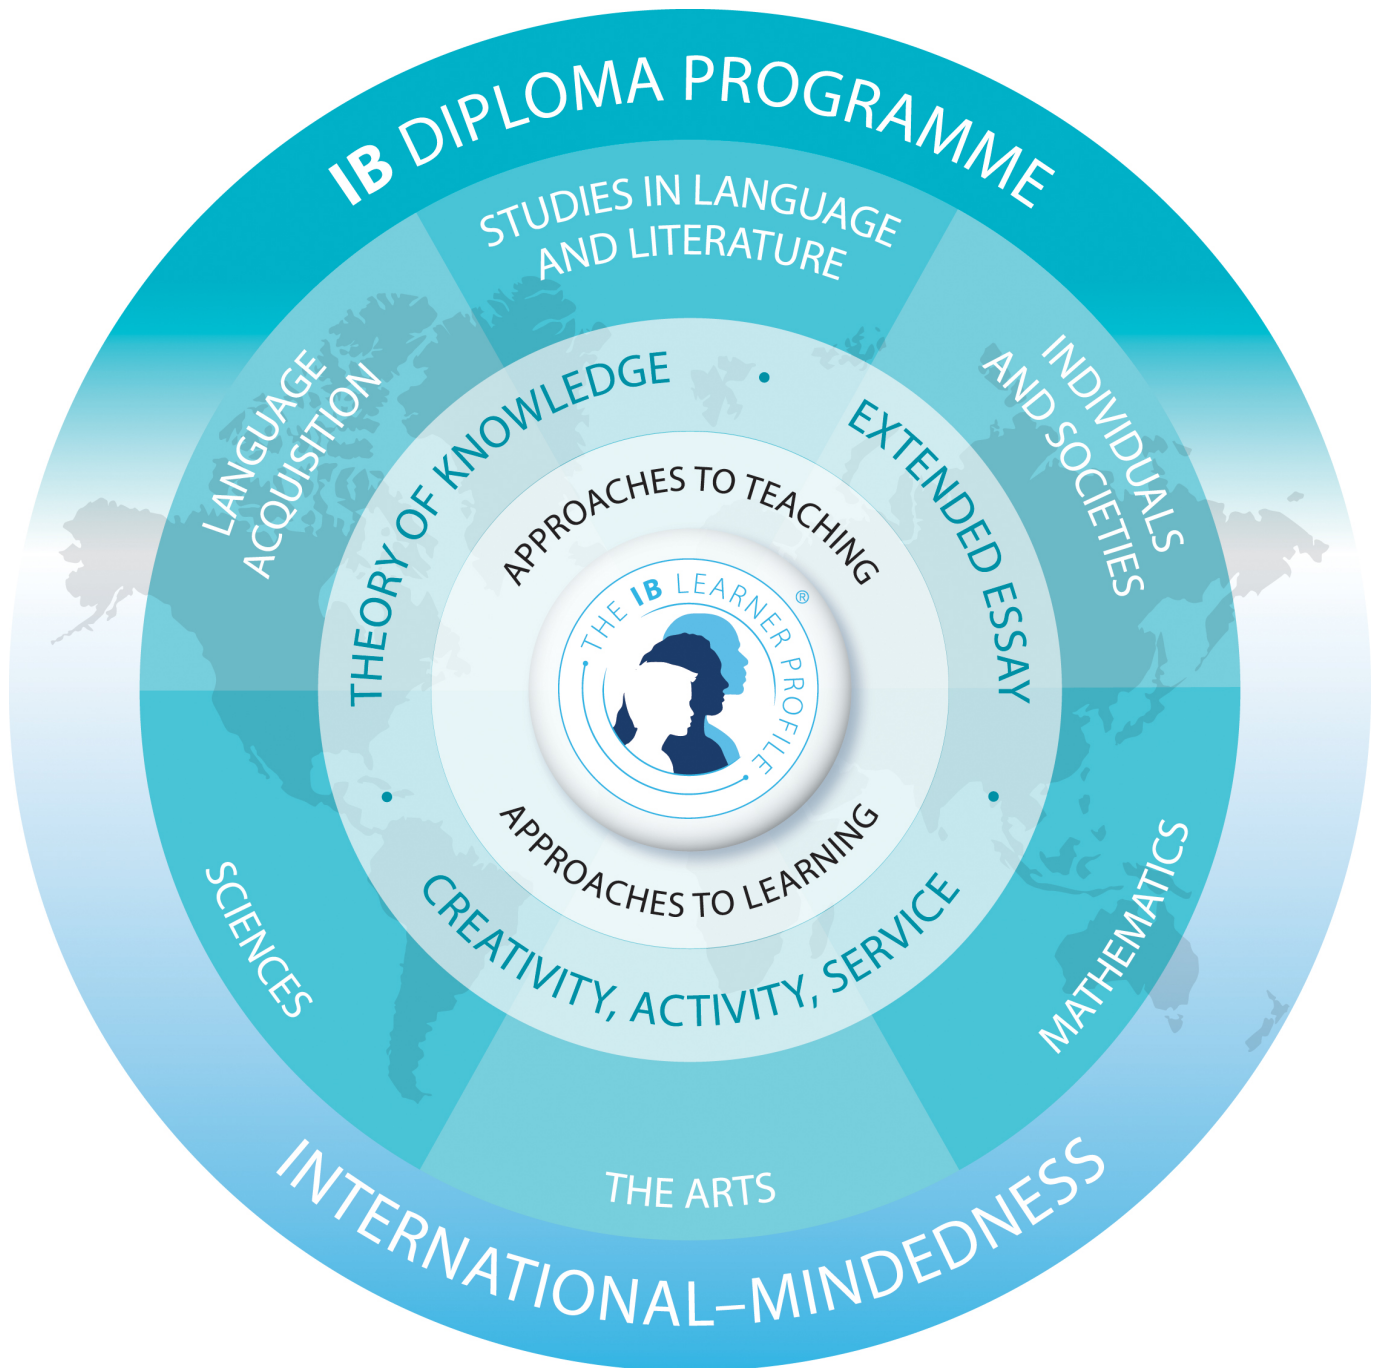 IB DIPLOMA PROGRAMME
STUDIES IN LANGUAGE
AND LITERATURE
LANGUAGE
ACQUISITION
INDIVIDUALS
AND SOCIETIES
THEORY OF KNOWLEDGE
•
EXTENDED ESSAY
APPROACHES TO TEACHING
THE IB LEARNER PROFILE
®
APPROACHES TO LEARNING
•
CREATIVITY, ACTIVITY, SERVICE
•
SCIENCES
MATHEMATICS
THE ARTS
INTERNATIONAL–MINDEDNESS